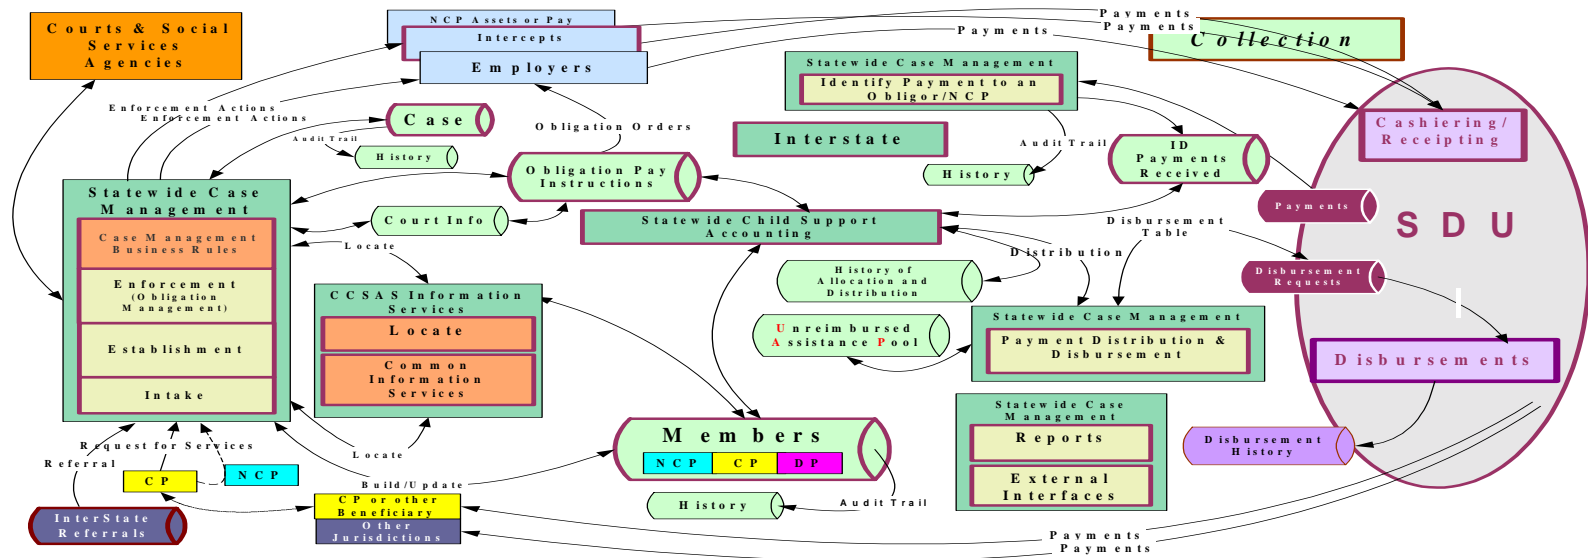 Courts & Social
Services
Agencies
NCP Assets or Pay
Intercepts
Employers
Payments
Payments
Payments
Collection
Statewide Case Management
Identify Payment to an
Obligor/NCP
Enforcement Actions
Enforcement Actions
Case
Audit Trail
History
Obligation Orders
Interstate
Audit Trail
History
ID
Payments
Received
Cashiering/
Receipting
Obligation Pay
Instructions
Statewide Case
Management
Case Management
Business Rules
Enforcement
(Obligation
Management)
Establishment
Intake
Court Info
Locate
Statewide Child Support
Accounting
Disbursement
Table
Distribution
Payments
SDU
Disbursement
Requests
History of
Allocation and
Distribution
CCSAS Information
Services
Locate
Common
Information
Services
Unreimbursed
Assistance Pool
Statewide Case Management
Payment Distribution &
Disbursement
Disbursements
Statewide Case
Management
Reports
External
Interfaces
Disbursement
History
Members
NCP
CP
DP
History
Audit Trail
Request for Services
Referral
Locate
CP
NCP
Build/Update
CP or other
Beneficiary
Other
Jurisdictions
InterState
Referrals
Payments
Payments